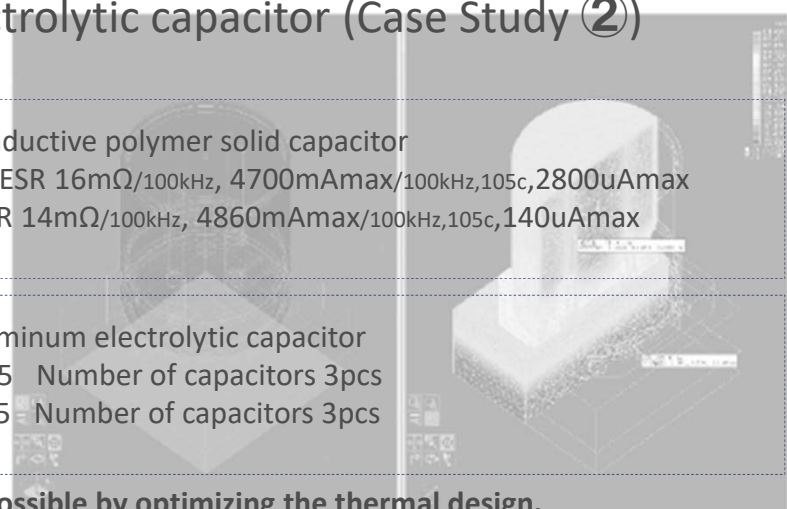 trolytic capacitor (Case Study ②)
ductive polymer solid capacitor
ESR 16mΩ/100kHz, 4700mAmax/100kHz,105c,2800uAmax
R 14mΩ/100kHz, 4860mAmax/100kHz,105c,140uAmax
minum electrolytic capacitor
5 Number of capacitors 3pcs
5 Number of capacitors 3pcs
ossible by optimizing the thermal design.